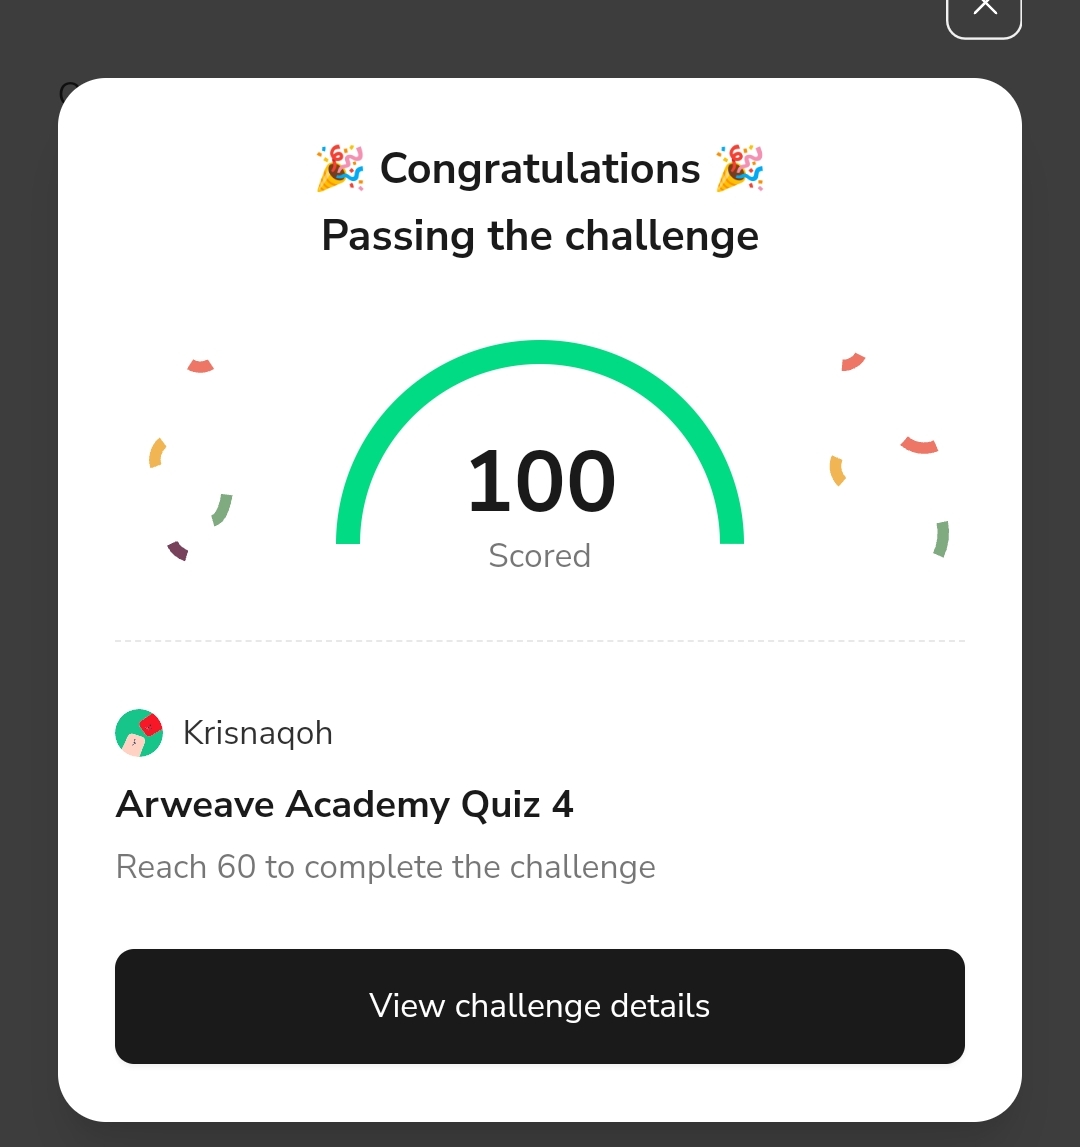 🎉 Congratulations 🎉
Passing the challenge
100
Scored
Krisnaqoh
Arweave Academy Quiz 4
Reach 60 to complete the challenge
View challenge details